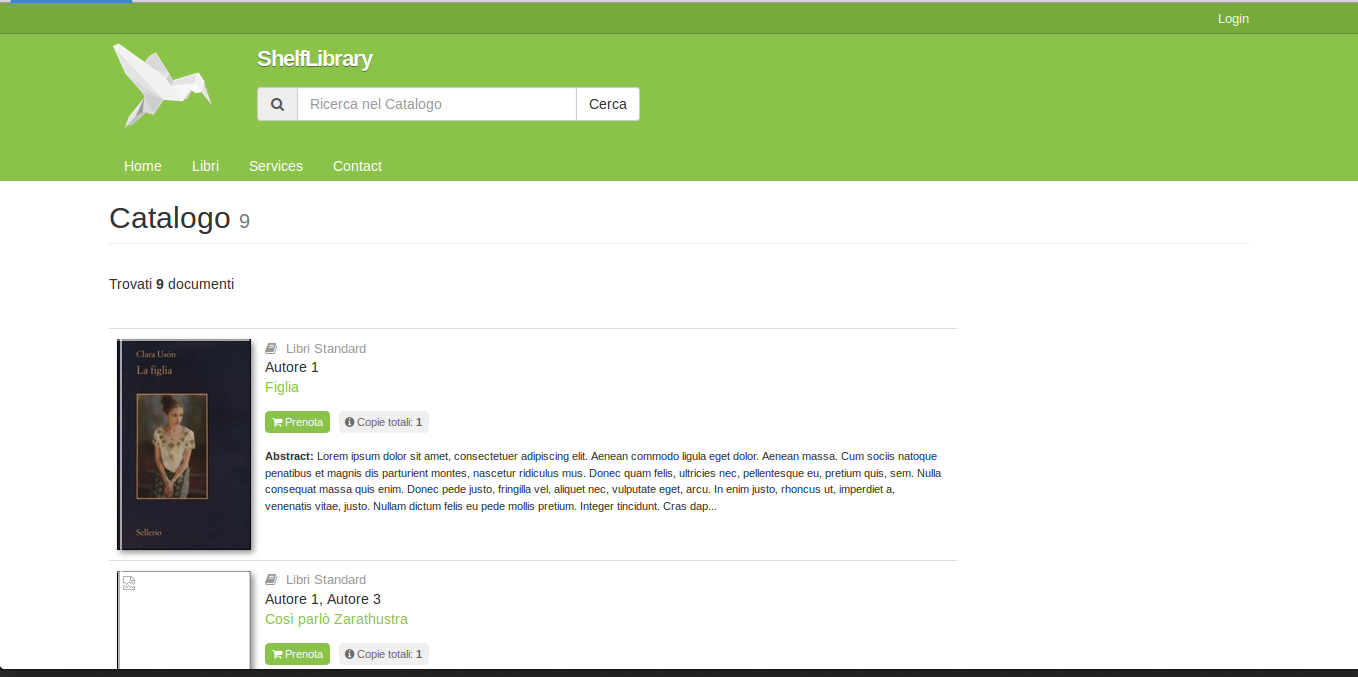 Login
ShelfLibrary
Ricerca nel Catalogo
Cerca
Home Libri Services Contact
Catalogo 9
Trovati 9 documenti
Clara Usón
La figlia
Sellerio
Libri Standard
Autore 1
Figlia
Prenota Copie totali: 1
Abstract: Lorem ipsum dolor sit amet, consectetuer adipiscing elit. Aenean commodo ligula eget dolor. Aenean massa. Cum sociis natoque
penatibus et magnis dis parturient montes, nascetur ridiculus mus. Donec quam felis, ultricies nec, pellentesque eu, pretium quis, sem. Nulla
consequat massa quis enim. Donec pede justo, fringilla vel, aliquet nec, vulputate eget, arcu. In enim justo, rhoncus ut, imperdiet a,
venenatis vitae, justo. Nullam dictum felis eu pede mollis pretium. Integer tincidunt. Cras dap...
Libri Standard
Autore 1, Autore 3
Così parlò Zarathustra
Prenota Copie totali: 1